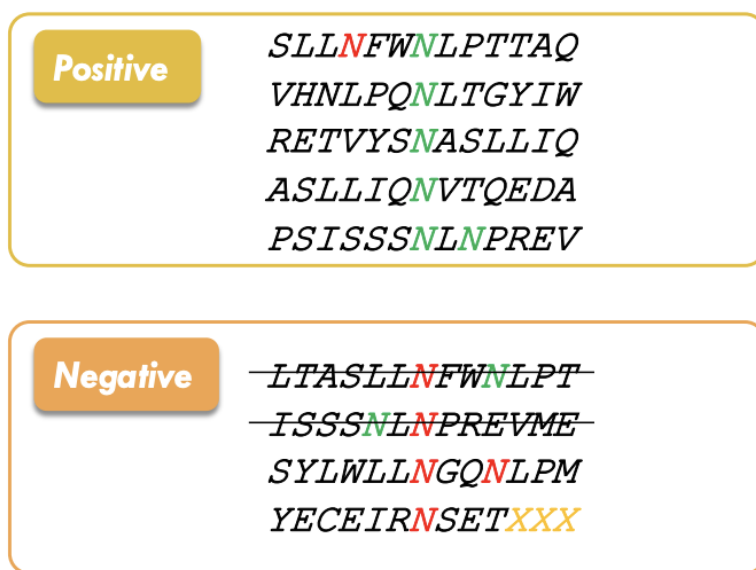 Positive
SLLNFWNLPTTAQ
VHNLPQNLTGYIW
RETVYSNASLLIQ
ASLLIQNVTQEDA
PSISSSNLNPREV
Negative
LTASLLNFWNLPT
ISSSNLNPREVME
SYLWLLNGQNLPM
YECEIRNSETXXX